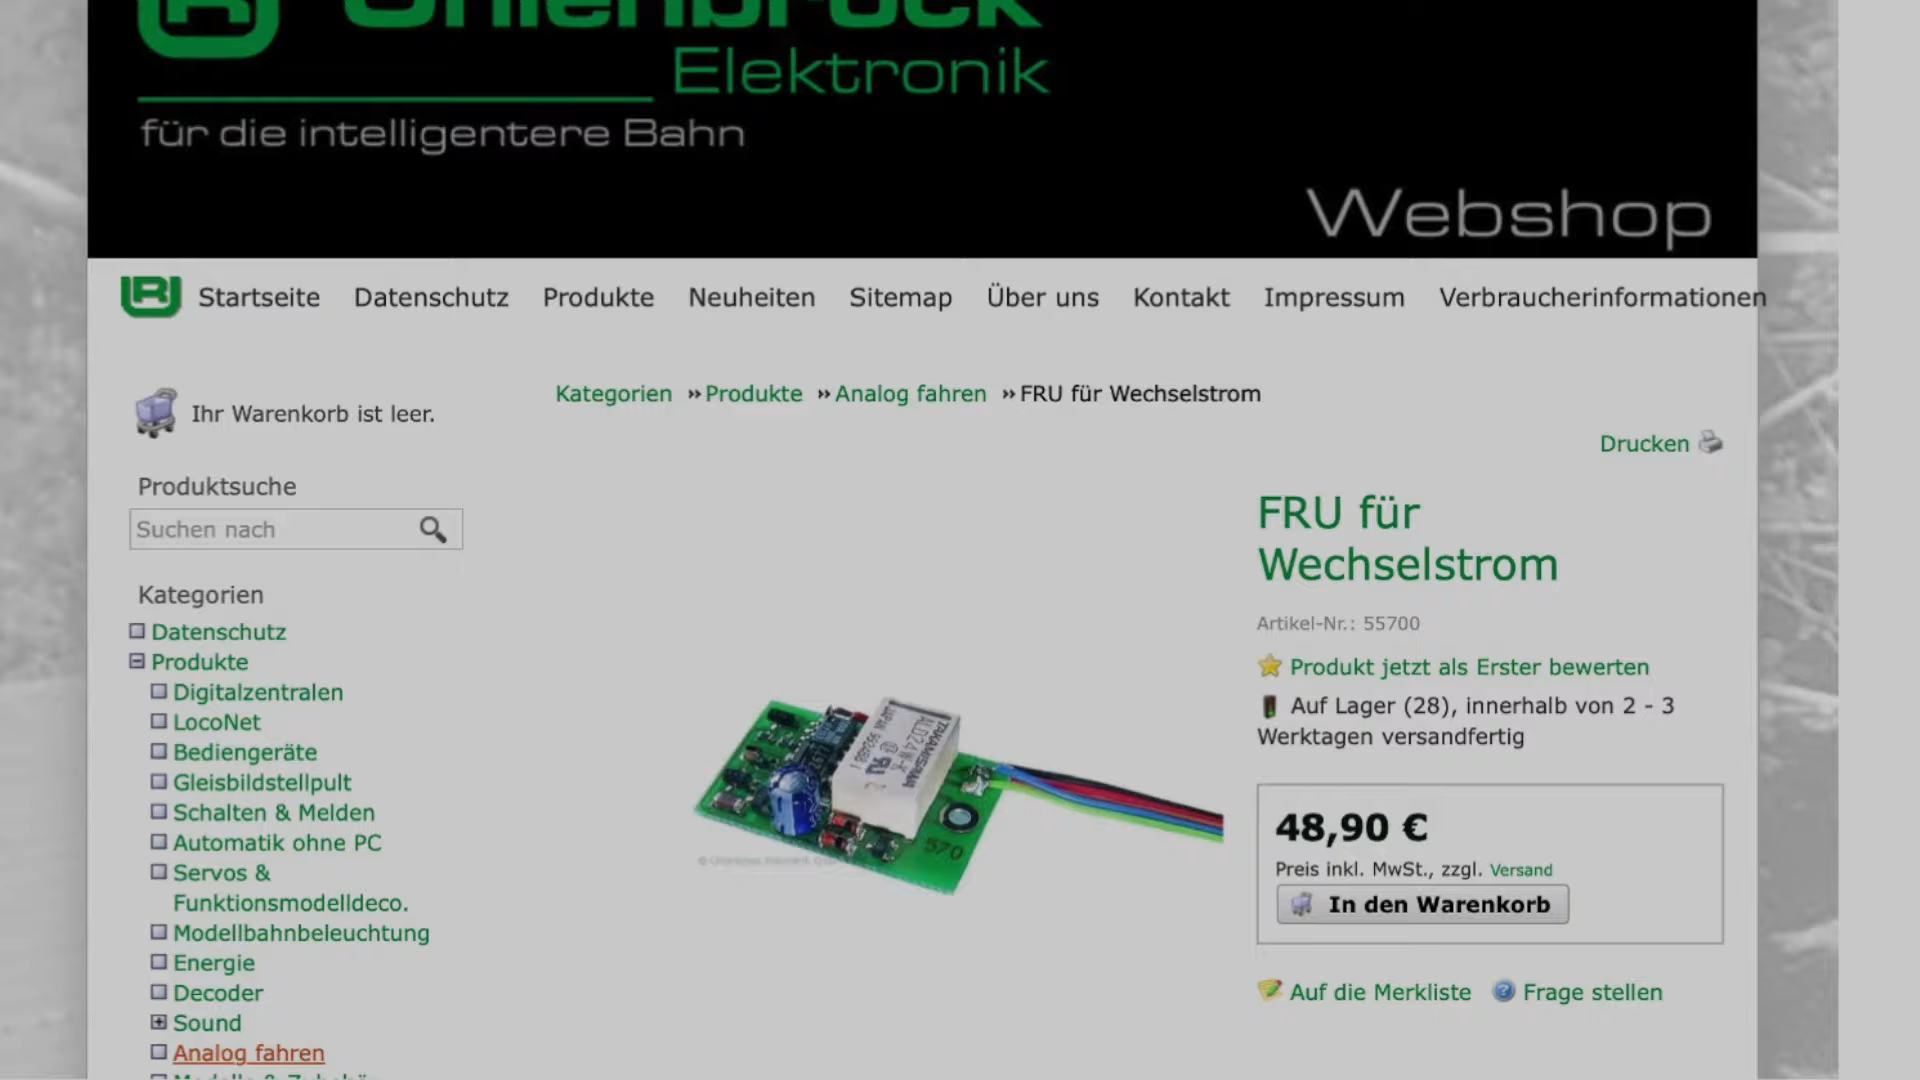 Uhlenbrock
Elektronik
für die intelligentere Bahn
Webshop
Startseite Datenschutz Produkte Neuheiten Sitemap Über uns Kontakt Impressum Verbraucherinformationen
Ihr Warenkorb ist leer.
Kategorien » Produkte » Analog fahren » FRU für Wechselstrom
Drucken
Produktsuche
Suchen nach
Kategorien
Datenschutz
Produkte
Digitalzentralen
LocoNet
Bediengeräte
Gleisbildstellpult
Schalten & Melden
Automatik ohne PC
Servos &
Funktionsmodelldeco.
Modellbahnbeleuchtung
Energie
Decoder
Sound
Analog fahren
570
FRU für
Wechselstrom
Artikel-Nr.: 55700
Produkt jetzt als Erster bewerten
Auf Lager (28), innerhalb von 2 - 3
Werktagen versandfertig
48,90 €
Preis inkl. MwSt., zzgl. Versand
In den Warenkorb
Auf die Merkliste Frage stellen